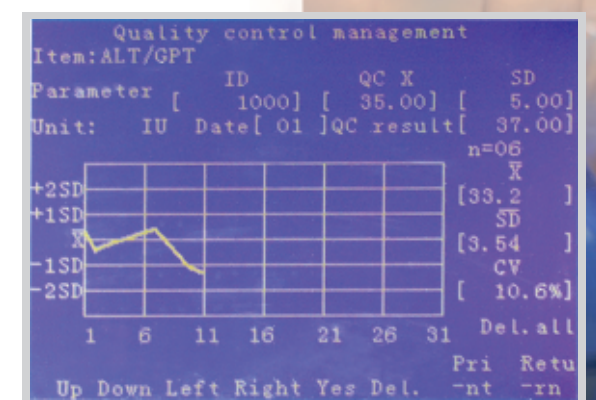 Quality control management
Item:ALT/GPT
ID QC X SD
Parameter [ 1000] [ 35.00] [ 5.00]
Unit: IU Date[ 01 ]QC result[ 37.00]
n=06
X
+2SD [33.2 ]
+1SD SD
X [3.54 ]
-1SD CV
-2SD [ 10.6%]
1 6 11 16 21 26 31 Del.all
Pri Retu
Up Down Left Right Yes Del. -nt -rn